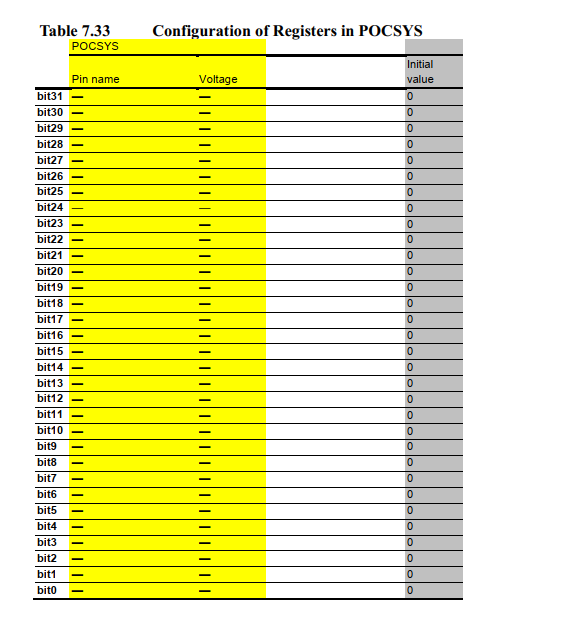 Table 7.33 Configuration of Registers in POCSYS
POCSYS
Initial
Pin name Voltage value
bit31 — — 0
bit30 — — 0
bit29 — — 0
bit28 — — 0
bit27 — — 0
bit26 — — 0
bit25 — — 0
bit24 — — 0
bit23 — — 0
bit22 — — 0
bit21 — — 0
bit20 — — 0
bit19 — — 0
bit18 — — 0
bit17 — — 0
bit16 — — 0
bit15 — — 0
bit14 — — 0
bit13 — — 0
bit12 — — 0
bit11 — — 0
bit10 — — 0
bit9 — — 0
bit8 — — 0
bit7 — — 0
bit6 — — 0
bit5 — — 0
bit4 — — 0
bit3 — — 0
bit2 — — 0
bit1 — — 0
bit0 — — 0